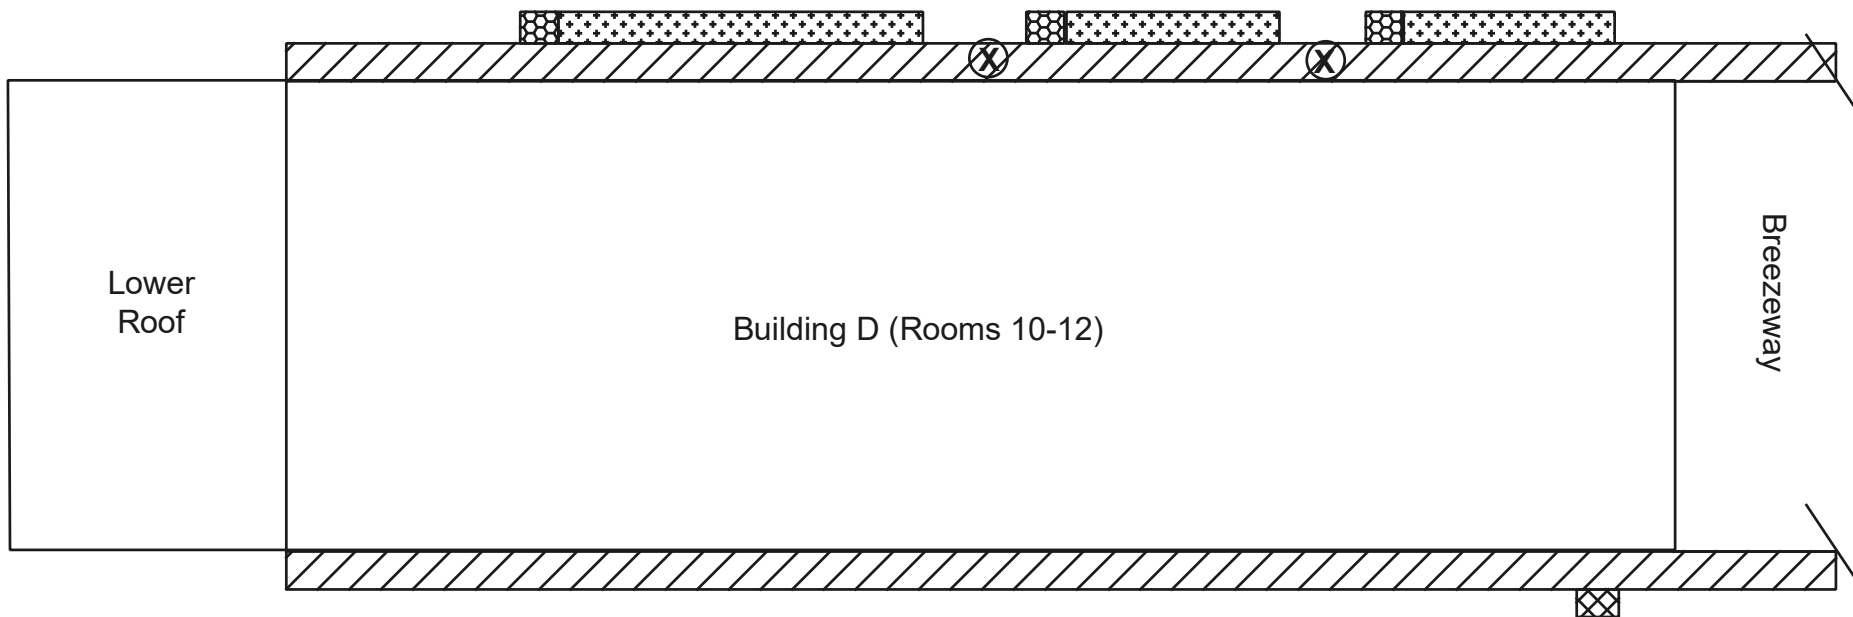 X
X
Lower
Roof
Building D (Rooms 10-12)
Breezeway